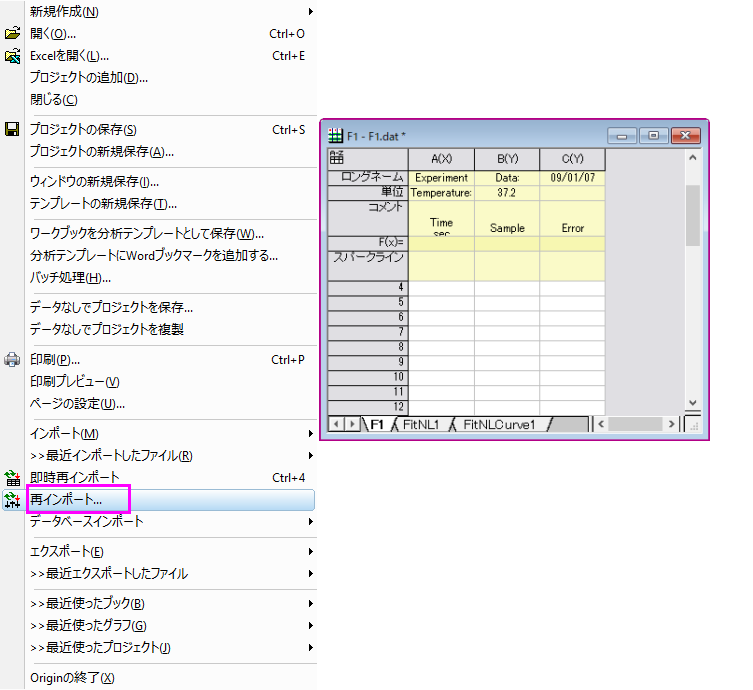 新規作成(N)
開く(O)... Ctrl+O
Excelを開く(L)... Ctrl+E
プロジェクトの追加(D)...
閉じる(C)
プロジェクトの保存(S) Ctrl+S
プロジェクトの新規保存(A)...
ウィンドウの新規保存(I)...
テンプレートの新規保存(T)...
ワークブックを分析テンプレートとして保存(W)...
分析テンプレートにWordブックマークを追加する...
バッチ処理(H)...
データなしでプロジェクトを保存...
データなしでプロジェクトを複製
印刷(P)... Ctrl+P
印刷プレビュー(V)
ページの設定(U)...
インポート(M)
>>最近インポートしたファイル(R)
即時再インポート Ctrl+4
再インポート...
データベースインポート
エクスポート(E)
>>最近エクスポートしたファイル
>>最近使ったブック(B)
>>最近使ったグラフ(G)
>>最近使ったプロジェクト(J)
Originの終了(X)
F1 - F1.dat *
A(X) B(Y) C(Y)
ロングネーム Experiment Data: 09/01/07
単位 Temperature: 37.2
コメント Time Sample Error
sec
F(x)=
スパークライン
4
5
6
7
8
9
10
11
12
F1 FitNL1 FitNLCurve1